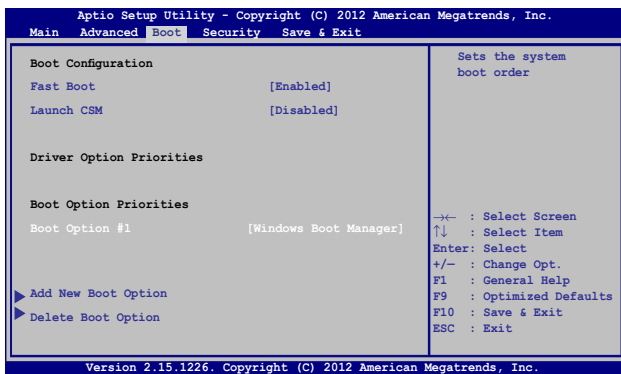 Aptio Setup Utility - Copyright (C) 2012 American Megatrends, Inc.
Main Advanced Boot Security Save & Exit
Boot Configuration
Fast Boot [Enabled]
Launch CSM [Disabled]
Driver Option Priorities
Boot Option Priorities
Boot Option #1 [Windows Boot Manager]
Add New Boot Option
Delete Boot Option
Sets the system
boot order
→← : Select Screen
↑↓ : Select Item
Enter: Select
+/— : Change Opt.
F1 : General Help
F9 : Optimized Defaults
F10 : Save & Exit
ESC : Exit
Version 2.15.1226. Copyright (C) 2012 American Megatrends, Inc.